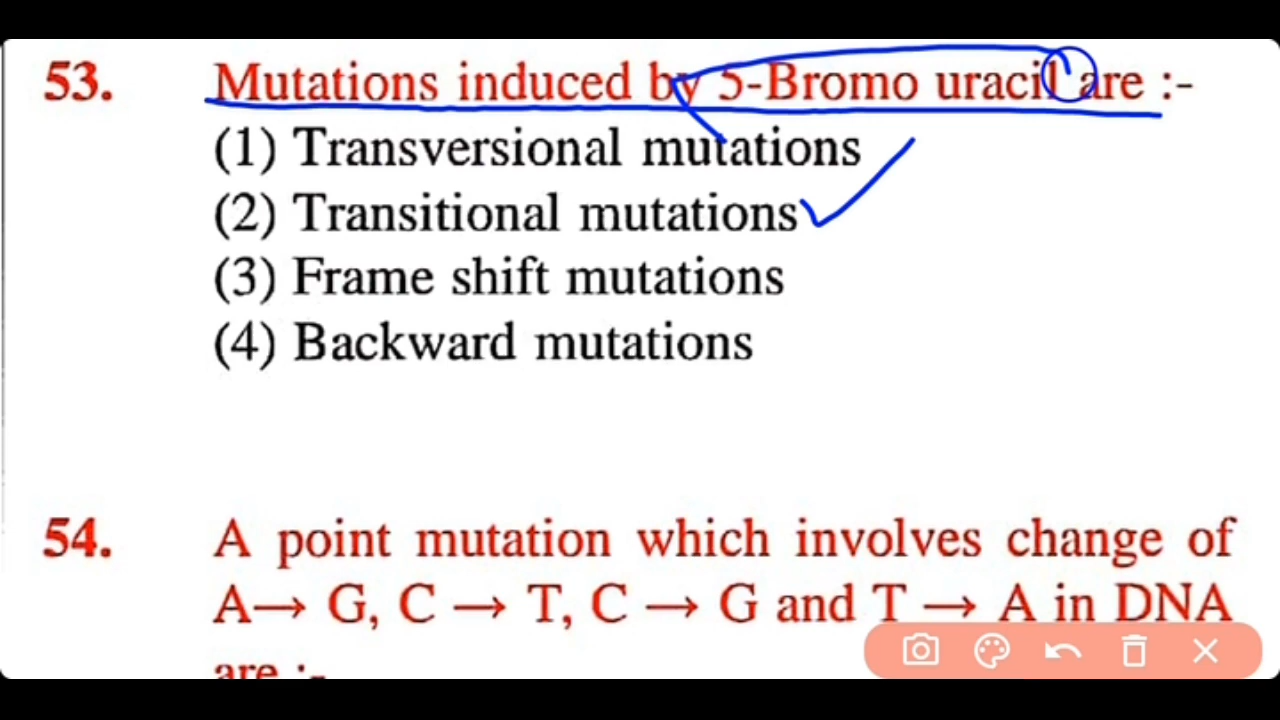 53. Mutations induced by 5-Bromo uracil are :-
(1) Transversional mutations
(2) Transitional mutations
(3) Frame shift mutations
(4) Backward mutations
54. A point mutation which involves change of
A→ G, C → T, C → G and T → A in DNA
are :-